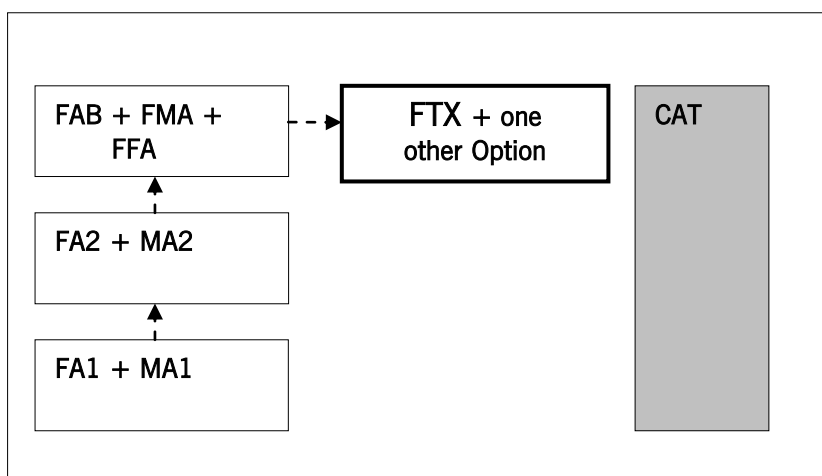 FAB + FMA +
FFA
FTX + one
other Option
CAT
FA2 + MA2
FA1 + MA1